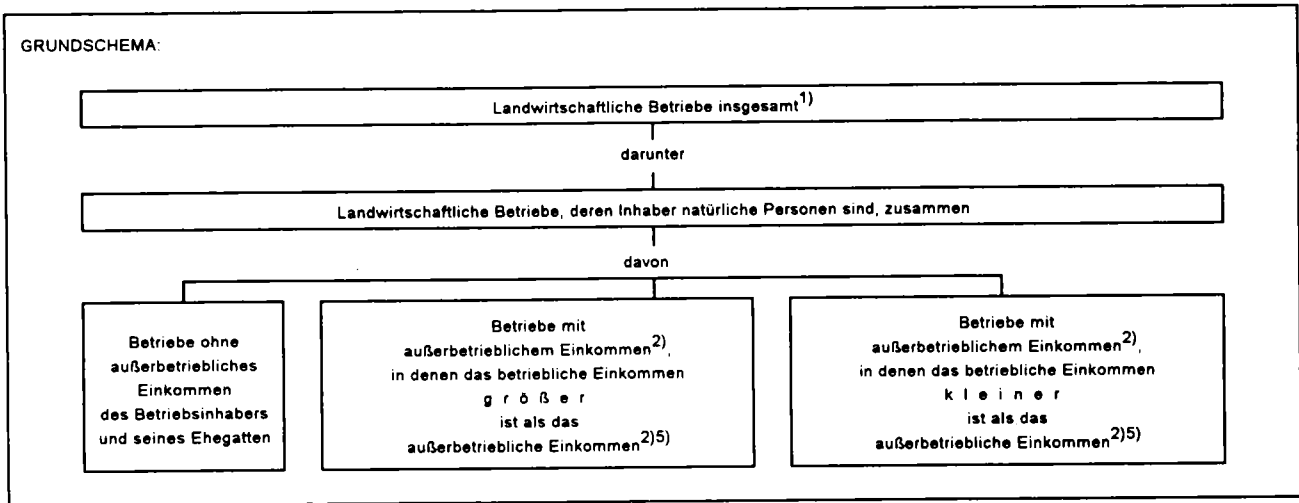 GRUNDSCHEMA:
Landwirtschaftliche Betriebe insgesamt1)
darunter
Landwirtschaftliche Betriebe, deren Inhaber natürliche Personen sind, zusammen
davon
Betriebe ohne
außerbetriebliches
Einkommen
des Betriebsinhabers
und seines Ehegatten
Betriebe mit
außerbetrieblichem Einkommen2),
in denen das betriebliche Einkommen
g r ö ß e r
ist als das
außerbetriebliche Einkommen2)5)
Betriebe mit
außerbetrieblichem Einkommen2),
in denen das betriebliche Einkommen
k l e i n e r
ist als das
außerbetriebliche Einkommen2)5)